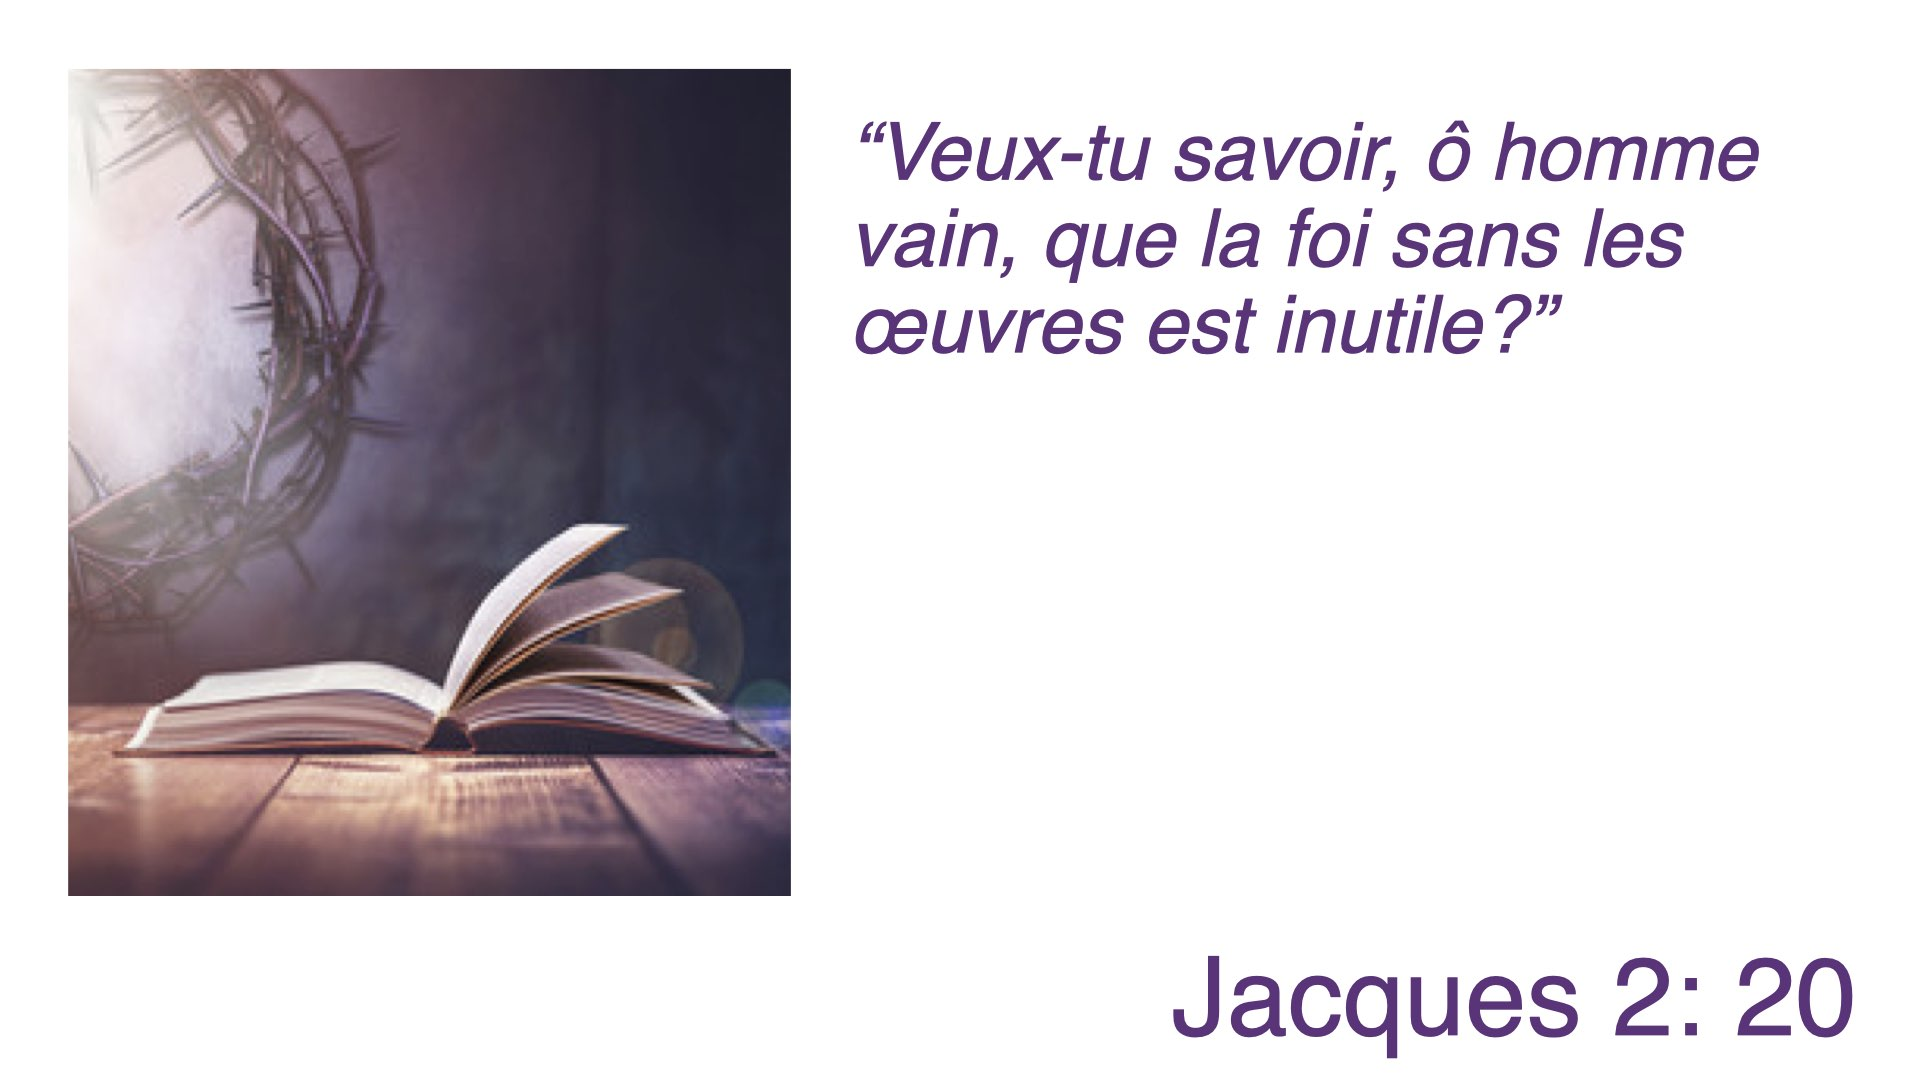 “Veux-tu savoir, ô homme
vain, que la foi sans les
œuvres est inutile?”
Jacques 2: 20